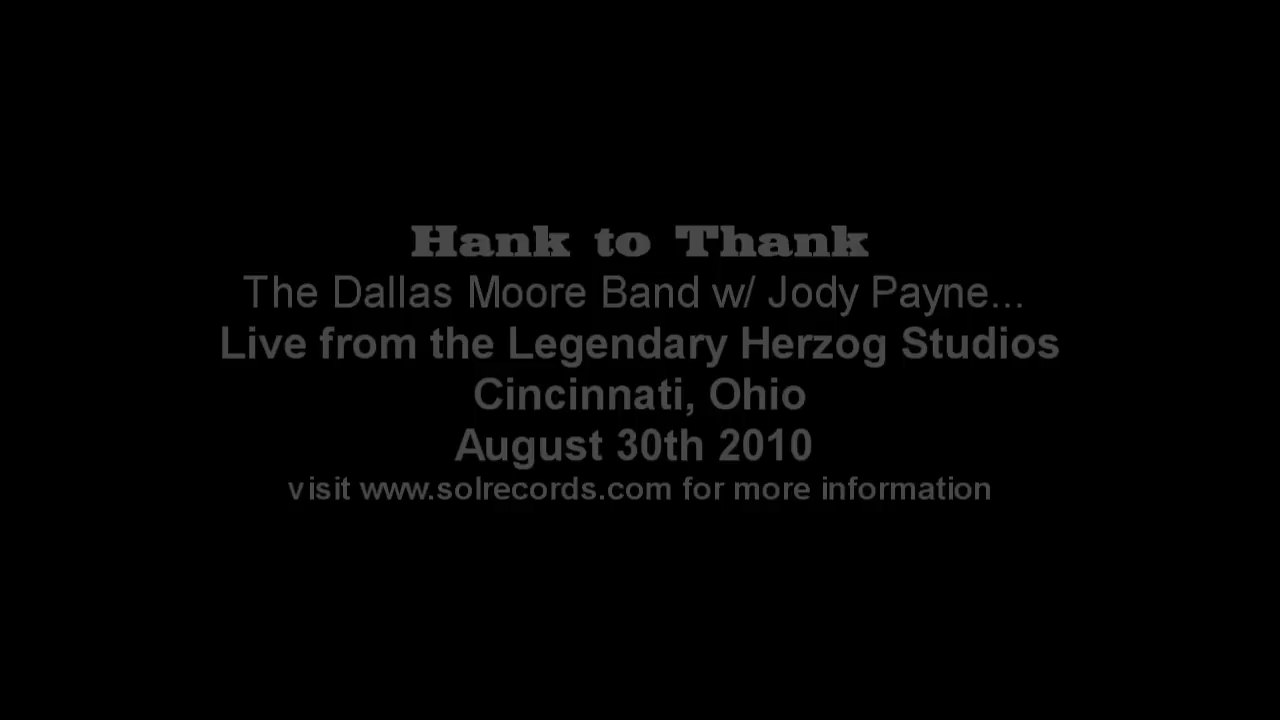 Hank to Thank
The Dallas Moore Band w/ Jody Payne...
Live from the Legendary Herzog Studios
Cincinnati, Ohio
August 30th 2010
visit www.solrecords.com for more information